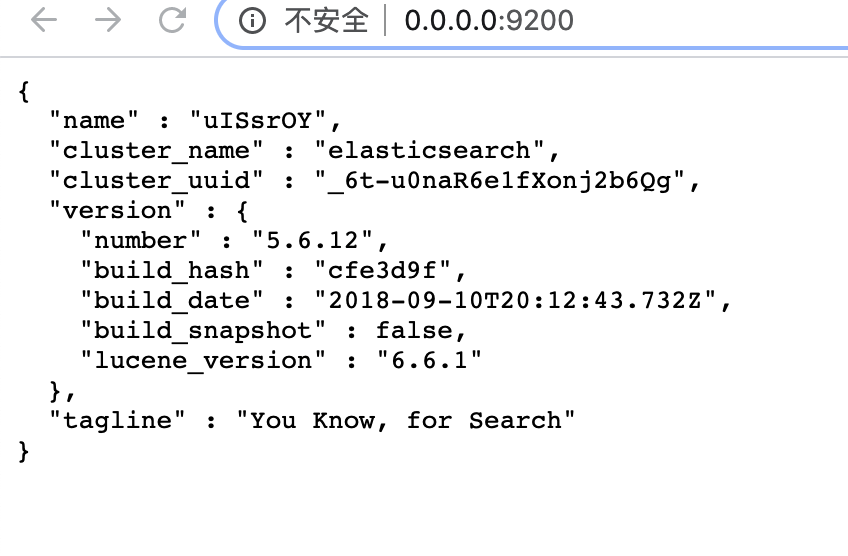 不安全 0.0.0.0:9200
{
  "name" : "uISsrOY",
  "cluster_name" : "elasticsearch",
  "cluster_uuid" : "_6t-u0naR6e1fXonj2b6Qg",
  "version" : {
    "number" : "5.6.12",
    "build_hash" : "cfe3d9f",
    "build_date" : "2018-09-10T20:12:43.732Z",
    "build_snapshot" : false,
    "lucene_version" : "6.6.1"
  },
  "tagline" : "You Know, for Search"
}